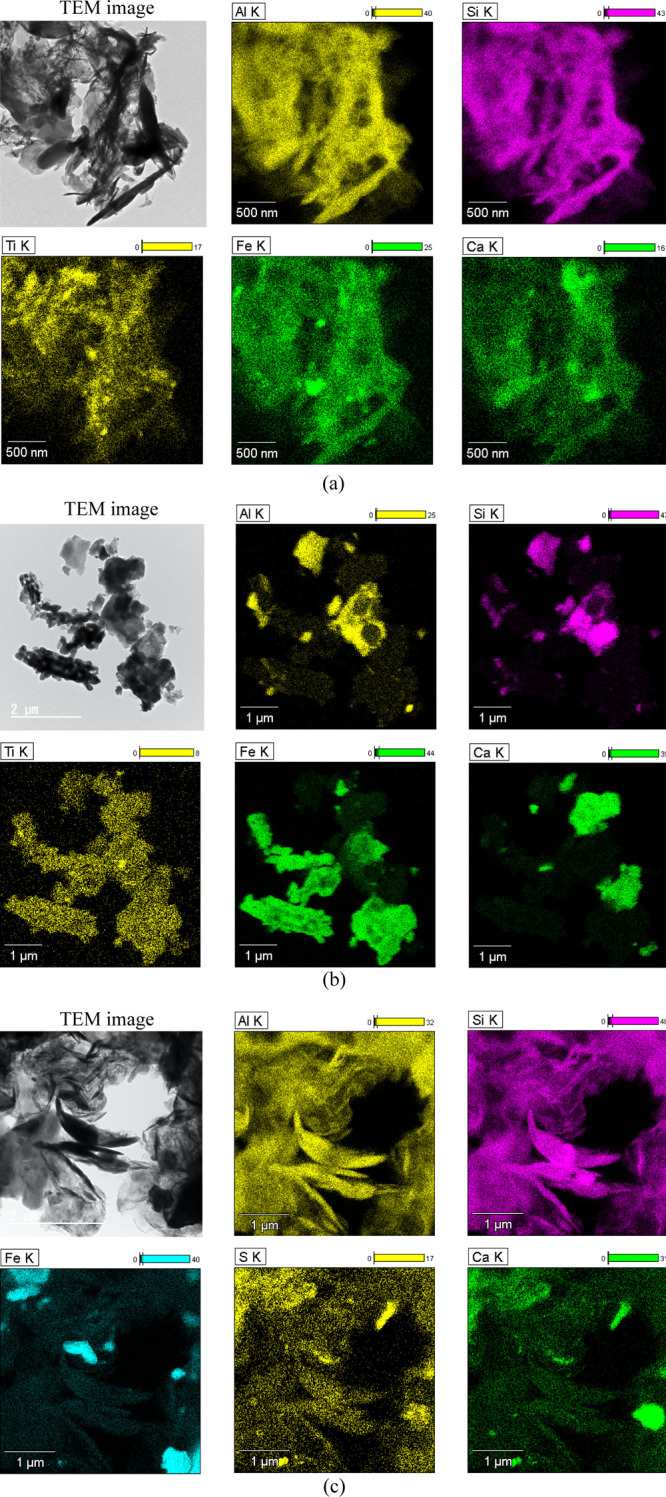 TEM image
Al K 0 40
Si K 0 43
500 nm
500 nm
Ti K 0 17
Fe K 0 25
Ca K 0 16
500 nm
500 nm
500 nm
(a)
TEM image
Al K 0 25
Si K 0
2 μm
1 μm
1 μm
Ti K 0 8
Fe K 0 44
Ca K 0
1 μm
1 μm
1 μm
(b)
TEM image
Al K 0 32
Si K 0 48
2 μm
1 μm
1 μm
Fe K 0 40
S K 0 17
Ca K 0 31
1 μm
1 μm
1 μm
(c)